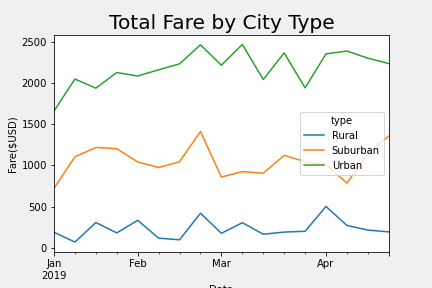 Total Fare by City Type
Fare($USD)
2500
2000
1500
1000
500
0
type
Rural
Suburban
Urban
Jan
2019
Feb
Mar
Apr